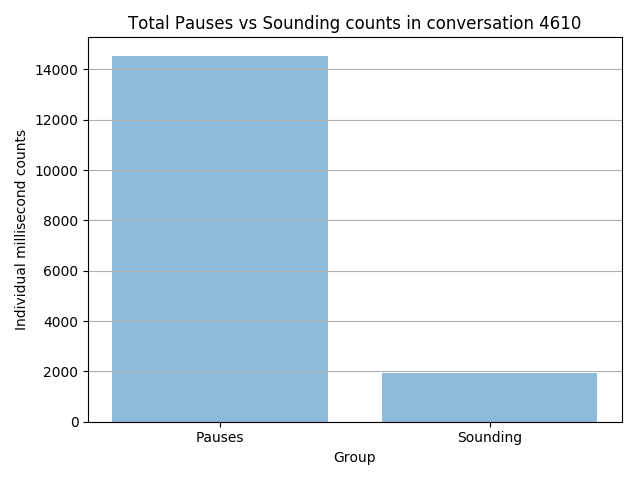 Total Pauses vs Sounding counts in conversation 4610
Individual millisecond counts
14000
12000
10000
8000
6000
4000
2000
0
Pauses
Sounding
Group